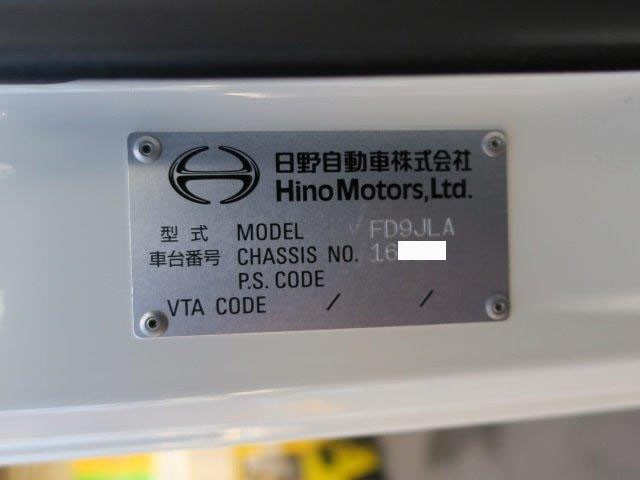 日野自動車株式会社
Hino Motors, Ltd.
型式 MODEL FD9JLA
車台番号 CHASSIS NO. 16
P.S. CODE
VTA CODE / /